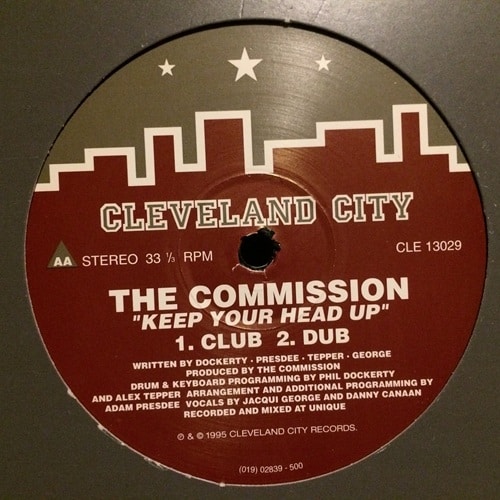 CLEVELAND CITY
AA STEREO 33 ⅓ RPM
CLE 13029
THE COMMISSION
"KEEP YOUR HEAD UP"
1. CLUB 2. DUB
WRITTEN BY DOCKERTY · PRESDEE · TEPPER · GEORGE
PRODUCED BY THE COMMISSION
DRUM & KEYBOARD PROGRAMMING BY PHIL DOCKERTY
AND ALEX TEPPER ARRANGEMENT AND ADDITIONAL PROGRAMMING BY
ADAM PRESDEE VOCALS BY JACQUI GEORGE AND DANNY CANAAN
RECORDED AND MIXED AT UNIQUE
℗ & © 1995 CLEVELAND CITY RECORDS.
(019) 02839 - 500